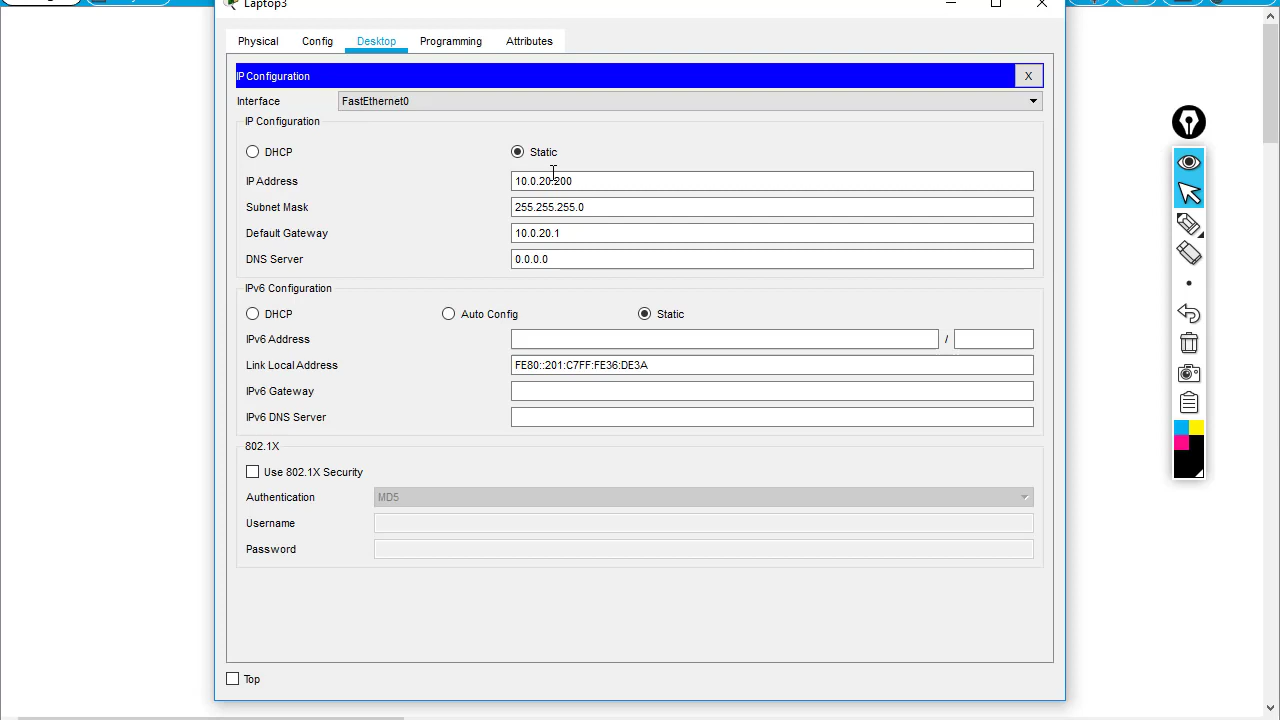 Laptop3
Physical Config Desktop Programming Attributes
IP Configuration X
Interface FastEthernet0
IP Configuration
DHCP Static
IP Address 10.0.20.200
Subnet Mask 255.255.255.0
Default Gateway 10.0.20.1
DNS Server 0.0.0.0
IPv6 Configuration
DHCP Auto Config Static
IPv6 Address /
Link Local Address FE80::201:C7FF:FE36:DE3A
IPv6 Gateway
IPv6 DNS Server
802.1X
Use 802.1X Security
Authentication MD5
Username
Password
Top